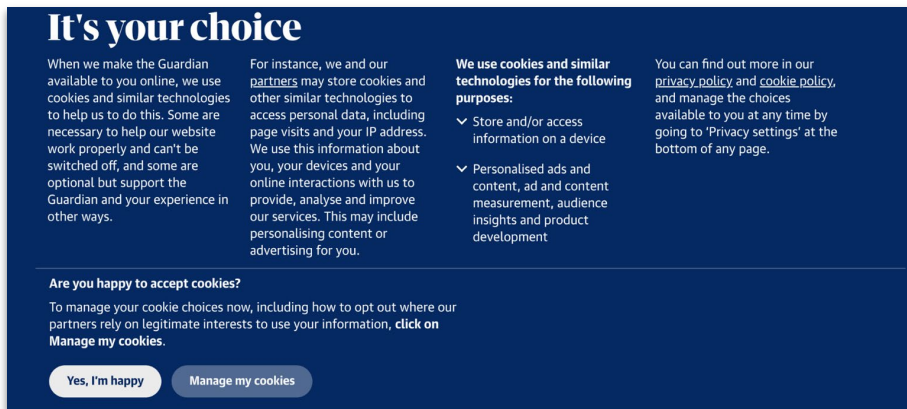 It's your choice
When we make the Guardian
available to you online, we use
cookies and similar technologies
to help us to do this. Some are
necessary to help our website
work properly and can't be
switched off, and some are
optional but support the
Guardian and your experience in
other ways.
For instance, we and our
partners may store cookies and
other similar technologies to
access personal data, including
page visits and your IP address.
We use this information about
you, your devices and your
online interactions with us to
provide, analyse and improve
our services. This may include
personalising content or
advertising for you.
We use cookies and similar
technologies for the following
purposes:
Store and/or access
information on a device
Personalised ads and
content, ad and content
measurement, audience
insights and product
development
You can find out more in our
privacy policy and cookie policy,
and manage the choices
available to you at any time by
going to ‘Privacy settings’ at the
bottom of any page.
Are you happy to accept cookies?
To manage your cookie choices now, including how to opt out where our
partners rely on legitimate interests to use your information, click on
Manage my cookies.
Yes, I’m happy
Manage my cookies